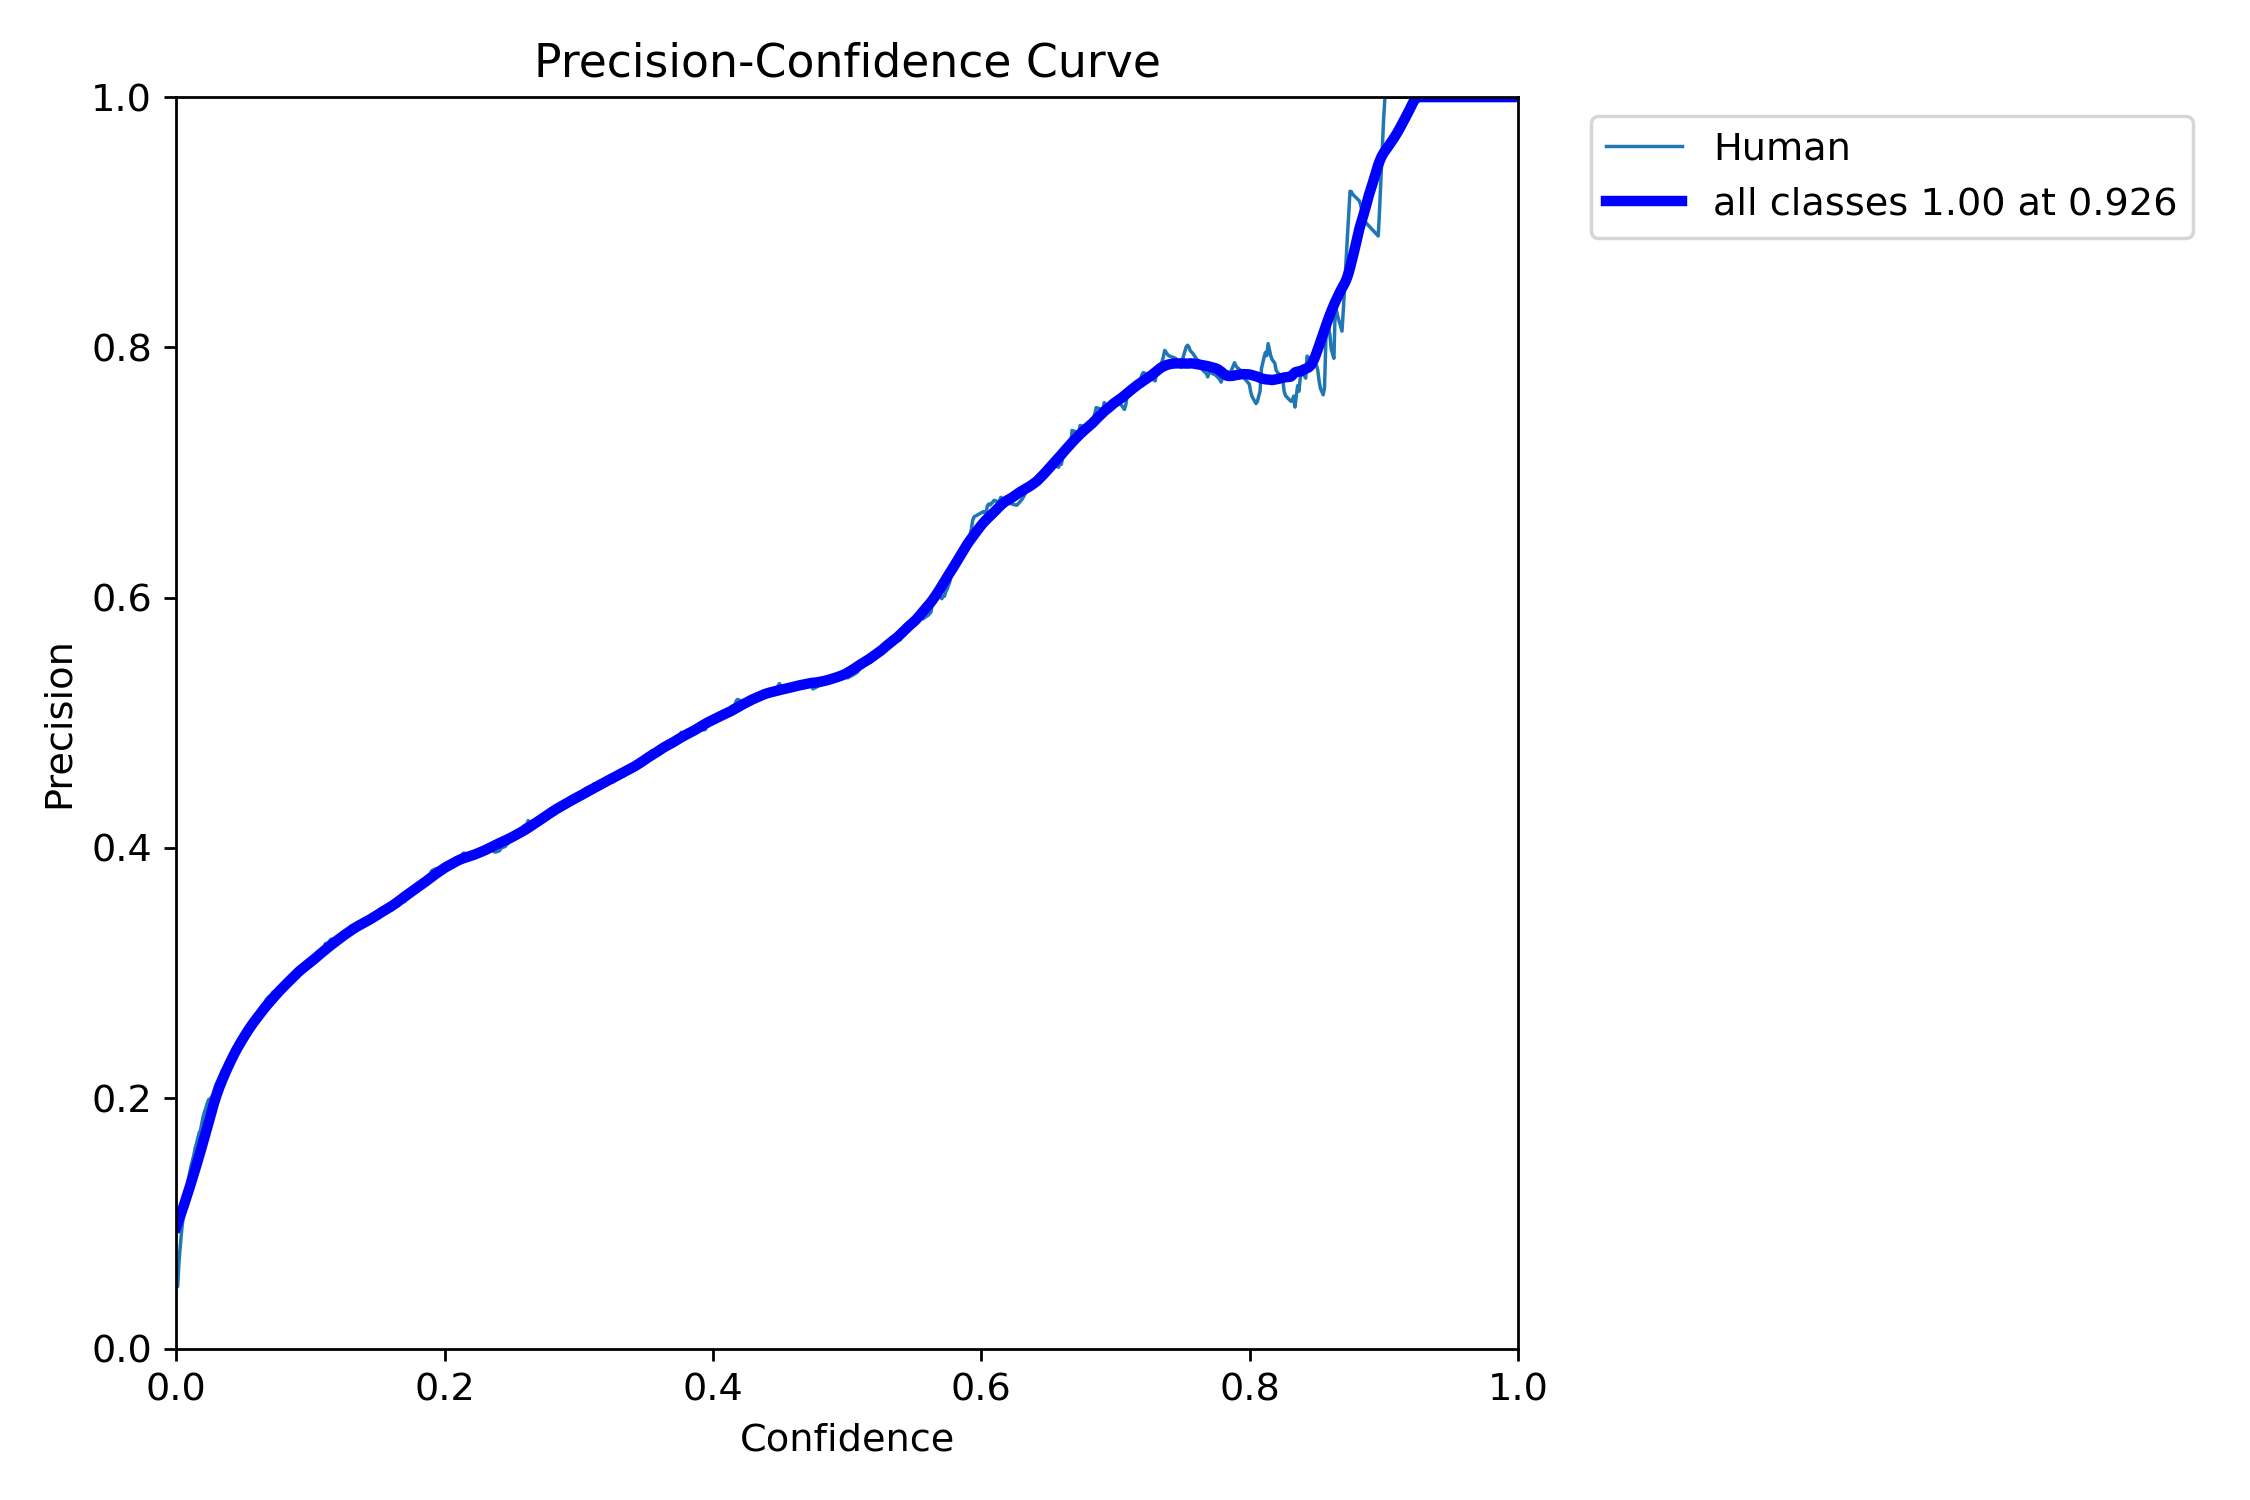 Precision-Confidence Curve
1.0
0.8
0.6
0.4
0.2
0.0
Precision
0.0 0.2 0.4 0.6 0.8 1.0
Confidence
Human
all classes 1.00 at 0.926